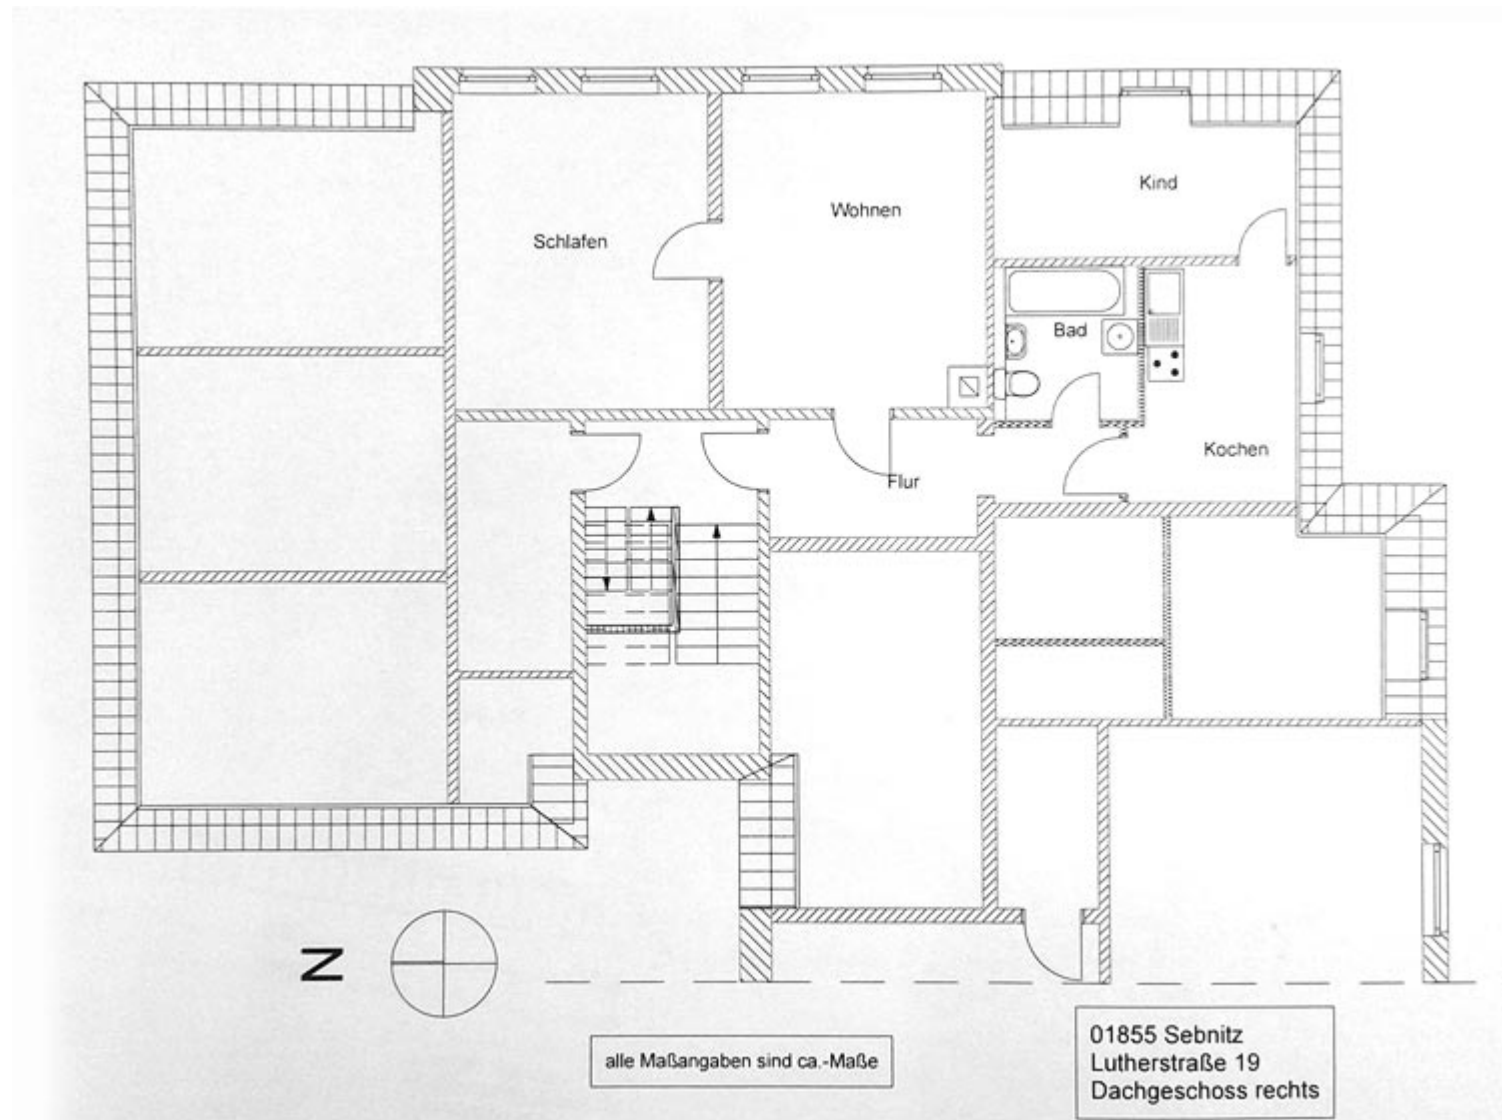 Kind
Wohnen
Schlafen
Bad
Kochen
Flur
N
alle Maßangaben sind ca.-Maße
01855 Sebnitz
Lutherstraße 19
Dachgeschoss rechts